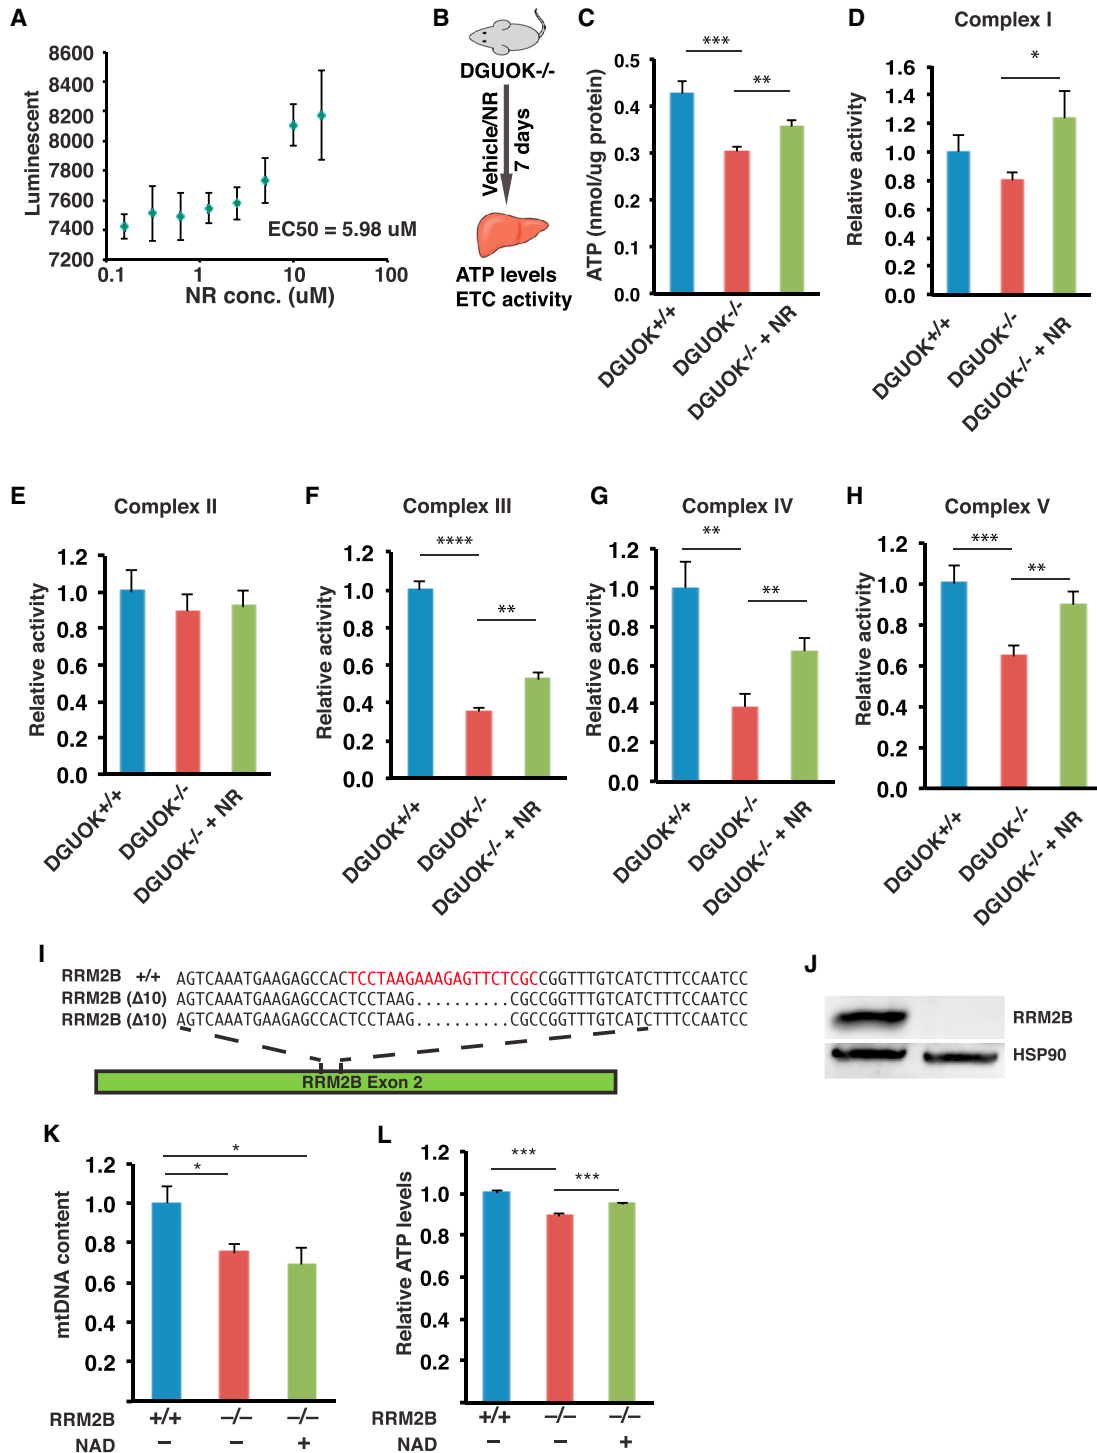 A
8600
8400
8200
8000
7800
7600
7400
7200
Luminescent
EC50 = 5.98 uM
0.1
1
10
100
NR conc. (uM)
B
DGUOK-/-
Vehicle/NR
7 days
ATP levels
ETC activity
C
***
**
0.5
0.4
0.3
0.2
0.1
0.0
ATP (nmol/ug protein)
DGUOK+/+
DGUOK-/-
DGUOK-/- + NR
D
Complex I
*
1.6
1.4
1.2
1.0
0.8
0.6
0.4
0.2
0.0
Relative activity
DGUOK+/+
DGUOK-/-
DGUOK-/- + NR
E
Complex II
1.2
1.0
0.8
0.6
0.4
0.2
0.0
Relative activity
DGUOK+/+
DGUOK-/-
DGUOK-/- + NR
F
Complex III
****
**
1.2
1.0
0.8
0.6
0.4
0.2
0.0
Relative activity
DGUOK+/+
DGUOK-/-
DGUOK-/- + NR
G
Complex IV
**
**
1.2
1.0
0.8
0.6
0.4
0.2
0.0
Relative activity
DGUOK+/+
DGUOK-/-
DGUOK-/- + NR
H
Complex V
***
**
1.2
1.0
0.8
0.6
0.4
0.2
0.0
Relative activity
DGUOK+/+
DGUOK-/-
DGUOK-/- + NR
I
RRM2B +/+ AGTCAAATGAAGAGCCACTCCTAAGAAAGAGTTCTCGCCGGTTTGTCATCTTTCCAATCC
RRM2B (Δ10) AGTCAAATGAAGAGCCACTCCTAAG..........CGCCGGTTTGTCATCTTTCCAATCC
RRM2B (Δ10) AGTCAAATGAAGAGCCACTCCTAAG..........CGCCGGTTTGTCATCTTTCCAATCC
RRM2B Exon 2
J
RRM2B
HSP90
K
*
*
1.2
1.0
0.8
0.6
0.4
0.2
mtDNA content
RRM2B +/+ –/– –/–
NAD – – +
L
***
***
1.2
1.0
0.8
0.6
0.4
0.2
Relative ATP levels
RRM2B +/+ –/– –/–
NAD – – +